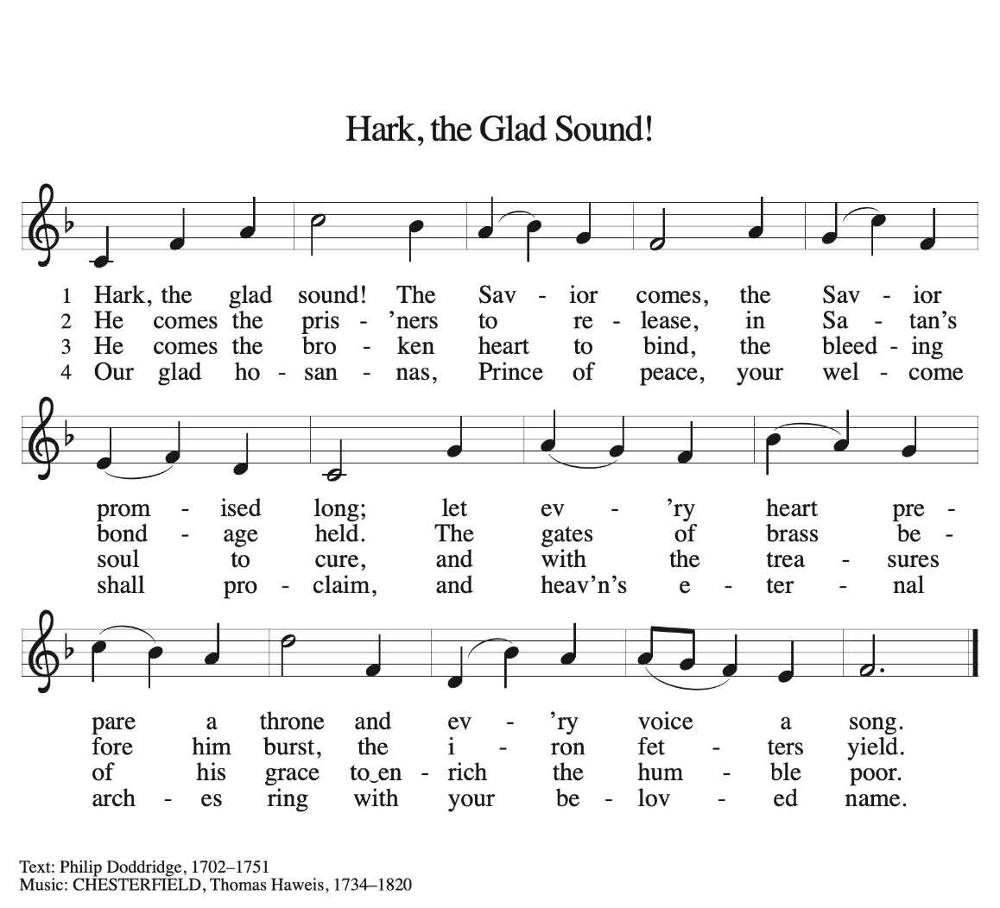 Hark, the Glad Sound!
1 Hark, the glad sound! The Sav - ior comes, the Sav - ior
2 He comes the pris - ’ners to re - lease, in Sa - tan’s
3 He comes the bro - ken heart to bind, the bleed - ing
4 Our glad ho - san - nas, Prince of peace, your wel - come
prom - ised long; let ev - ’ry heart pre -
bond - age held. The gates of brass be -
soul to cure, and with the trea - sures
shall pro - claim, and heav’n’s e - ter - nal
pare a throne and ev - ’ry voice a song.
fore him burst, the i - ron fet - ters yield.
of his grace to‿en - rich the hum - ble poor.
arch - es ring with your be - lov - ed name.
Text: Philip Doddridge, 1702–1751
Music: CHESTERFIELD, Thomas Haweis, 1734–1820